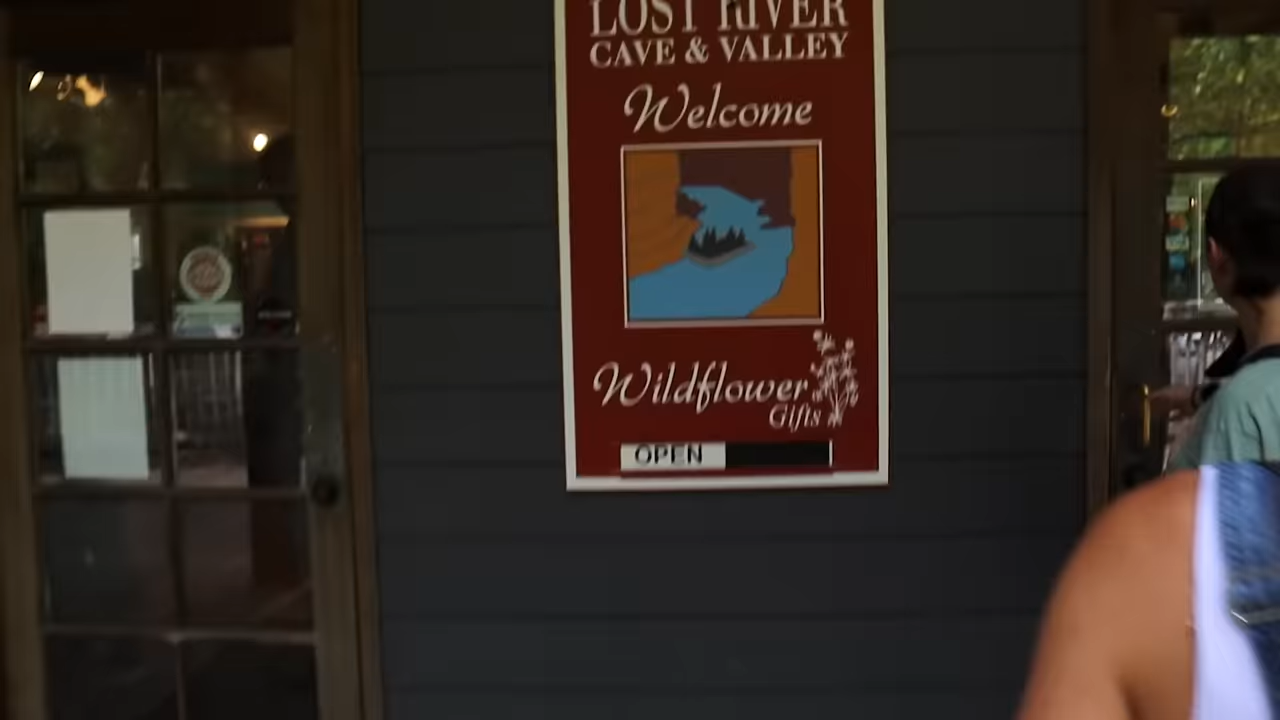 LOST RIVER
CAVE & VALLEY
Welcome
Wildflower
Gifts
OPEN